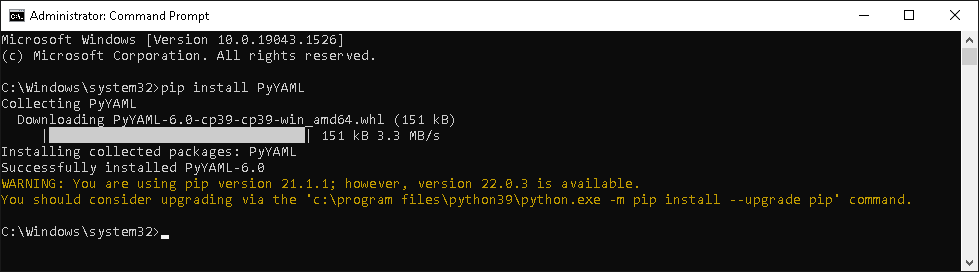 Administrator: Command Prompt
Microsoft Windows [Version 10.0.19043.1526]
(c) Microsoft Corporation. All rights reserved.
C:\Windows\system32>pip install PyYAML
Collecting PyYAML
  Downloading PyYAML-6.0-cp39-cp39-win_amd64.whl (151 kB)
     |████████████████████████████████| 151 kB 3.3 MB/s
Installing collected packages: PyYAML
Successfully installed PyYAML-6.0
WARNING: You are using pip version 21.1.1; however, version 22.0.3 is available.
You should consider upgrading via the 'c:\program files\python39\python.exe -m pip install --upgrade pip' command.
C:\Windows\system32>